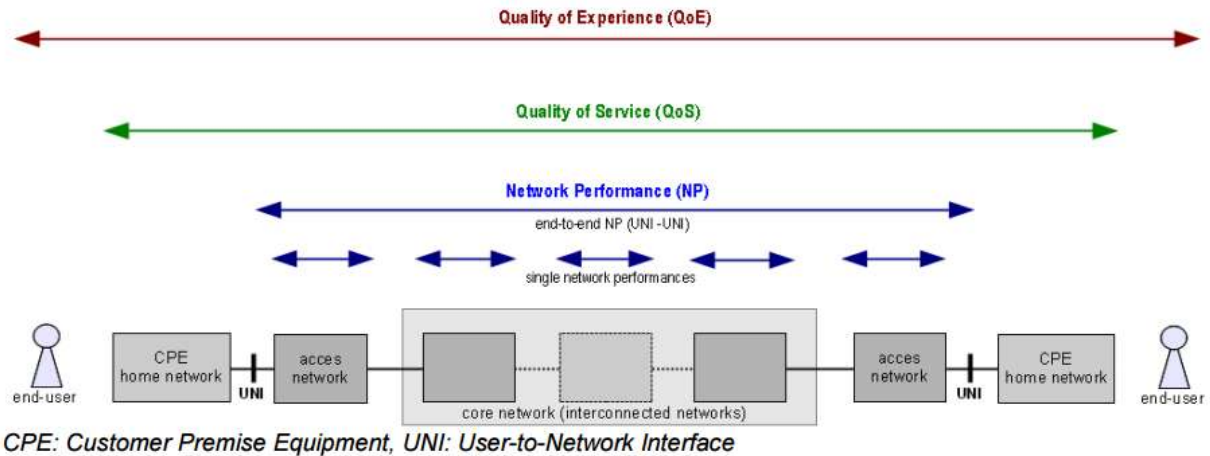 Quality of Experience (QoE)
Quality of Service (QoS)
Network Performance (NP)
end-to-end NP (UNI-UNI)
single network performances
CPE
home network
UNI
acces
network
core network (interconnected networks)
acces
network
UNI
CPE
home network
end-user
end-user
CPE: Customer Premise Equipment, UNI: User-to-Network Interface